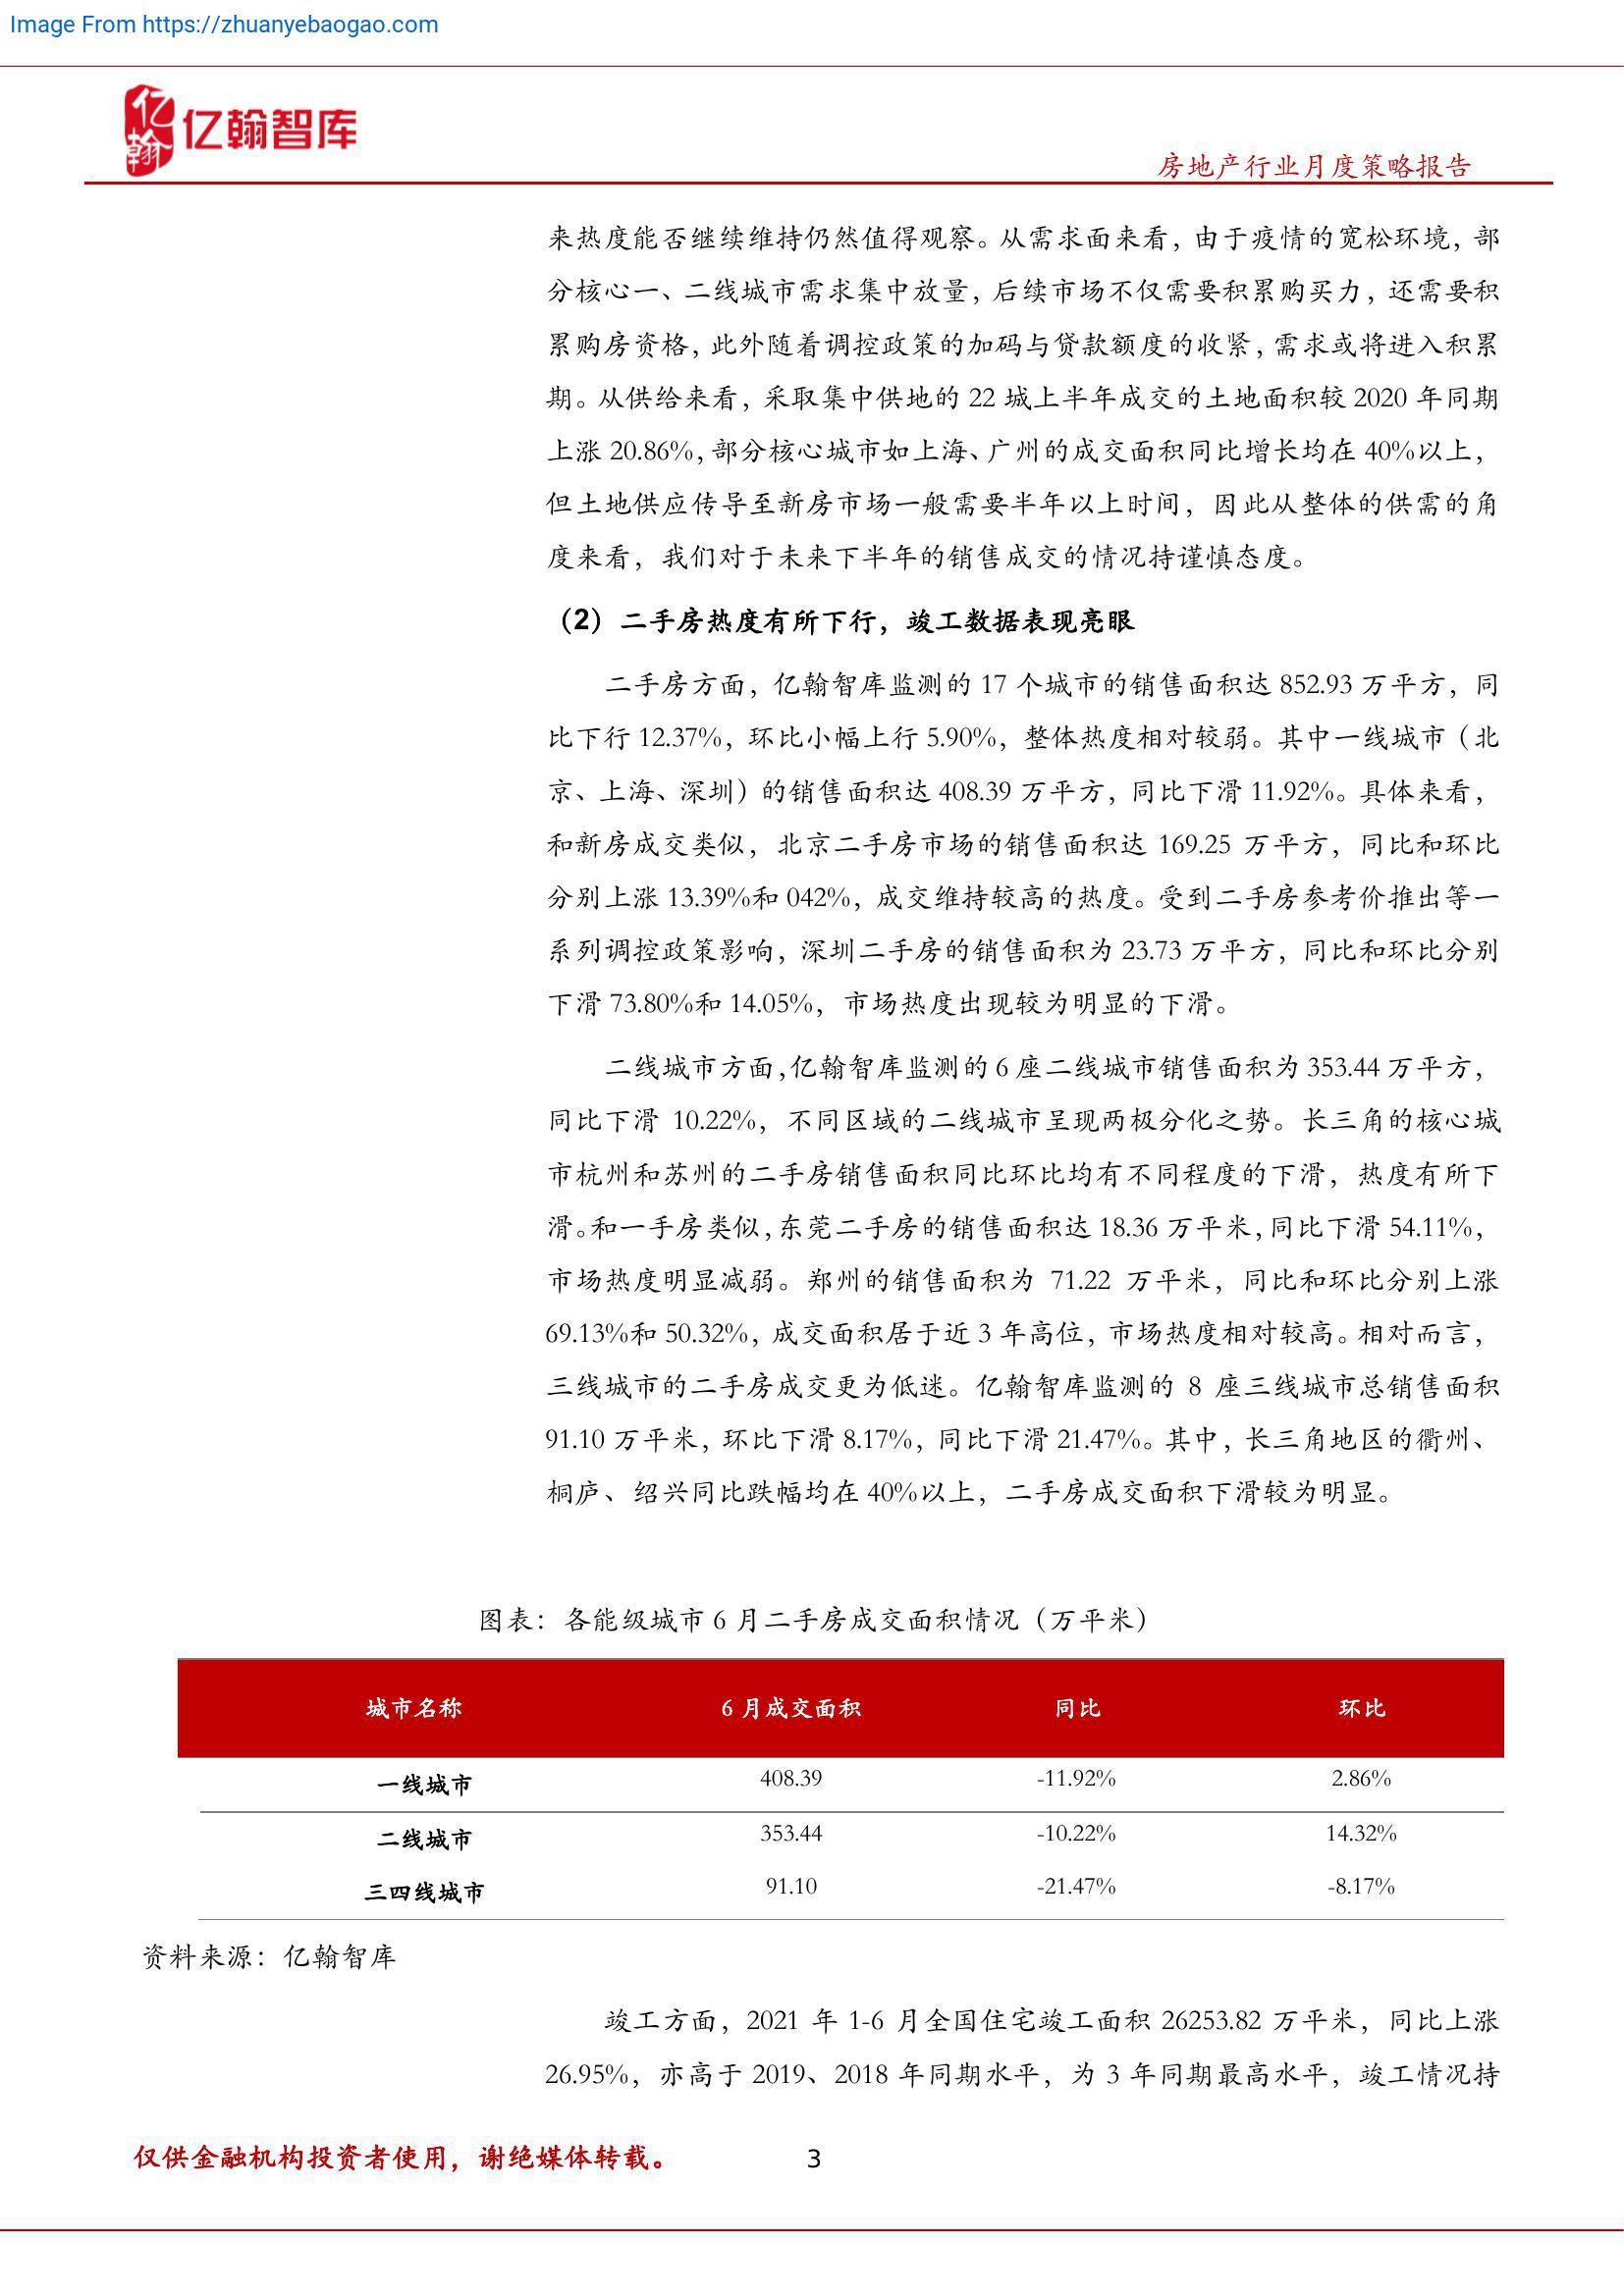 Image From https://zhuanyebaogao.com
亿翰
亿翰智库
房地产行业月度策略报告
来热度能否继续维持仍然值得观察。从需求面来看，由于疫情的宽松环境，部
分核心一、二线城市需求集中放量，后续市场不仅需要积累购买力，还需要积
累购房资格，此外随着调控政策的加码与贷款额度的收紧，需求或将进入积累
期。从供给来看，采取集中供地的 22 城上半年成交的土地面积较 2020 年同期
上涨 20.86%，部分核心城市如上海、广州的成交面积同比增长均在 40%以上，
但土地供应传导至新房市场一般需要半年以上时间，因此从整体的供需的角
度来看，我们对于未来下半年的销售成交的情况持谨慎态度。
（2）二手房热度有所下行，竣工数据表现亮眼
二手房方面，亿翰智库监测的 17 个城市的销售面积达 852.93 万平方，同
比下行 12.37%，环比小幅上行 5.90%，整体热度相对较弱。其中一线城市（北
京、上海、深圳）的销售面积达 408.39 万平方，同比下滑 11.92%。具体来看，
和新房成交类似，北京二手房市场的销售面积达 169.25 万平方，同比和环比
分别上涨 13.39%和 042%，成交维持较高的热度。受到二手房参考价推出等一
系列调控政策影响，深圳二手房的销售面积为 23.73 万平方，同比和环比分别
下滑 73.80%和 14.05%，市场热度出现较为明显的下滑。
二线城市方面，亿翰智库监测的 6 座二线城市销售面积为 353.44 万平方，
同比下滑 10.22%，不同区域的二线城市呈现两极分化之势。长三角的核心城
市杭州和苏州的二手房销售面积同比环比均有不同程度的下滑，热度有所下
滑。和一手房类似，东莞二手房的销售面积达 18.36 万平米，同比下滑 54.11%，
市场热度明显减弱。郑州的销售面积为 71.22 万平米，同比和环比分别上涨
69.13%和 50.32%，成交面积居于近 3 年高位，市场热度相对较高。相对而言，
三线城市的二手房成交更为低迷。亿翰智库监测的 8 座三线城市总销售面积
91.10 万平米，环比下滑 8.17%，同比下滑 21.47%。其中，长三角地区的衢州、
桐庐、绍兴同比跌幅均在 40%以上，二手房成交面积下滑较为明显。
图表：各能级城市 6 月二手房成交面积情况（万平米）
城市名称 6 月成交面积 同比 环比
一线城市 408.39 -11.92% 2.86%
二线城市 353.44 -10.22% 14.32%
三四线城市 91.10 -21.47% -8.17%
资料来源：亿翰智库
竣工方面，2021 年 1-6 月全国住宅竣工面积 26253.82 万平米，同比上涨
26.95%，亦高于 2019、2018 年同期水平，为 3 年同期最高水平，竣工情况持
仅供金融机构投资者使用，谢绝媒体转载。 3